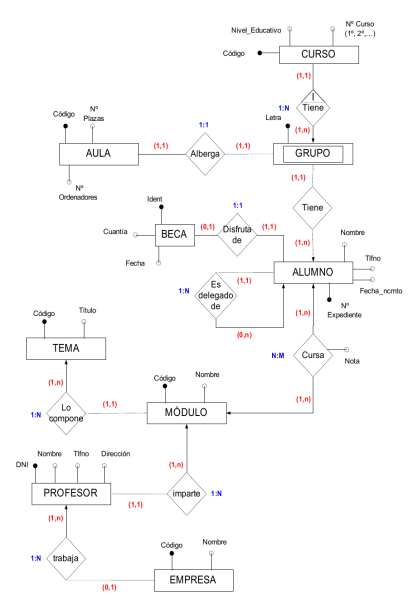 Nivel_Educativo
Nº Curso
(1º, 2º,...)
Código
CURSO
(1,1)
I
Tiene
1:N
(1,n)
Letra
GRUPO
Código
Nº
Plazas
AULA
Nº
Ordenadores
(1,1)
1:1
Alberga
(1,1)
(1,1)
Tiene
(1,n)
Ident
Cuantía
BECA
Fecha
(0,1)
1:1
Disfruta
de
(1,1)
Nombre
Tlfno
ALUMNO
Fecha_ncmto
Nº
Expediente
1:N
Es
delegado
de
(1,1)
(0,n)
(1,n)
N:M
Cursa
Nota
(1,n)
Código
Título
TEMA
(1,n)
1:N
Lo
compone
(1,1)
Código
Nombre
MÓDULO
(1,n)
imparte
1:N
DNI
Nombre
Tlfno
Dirección
PROFESOR
(1,1)
(1,n)
1:N
trabaja
(0,1)
Código
Nombre
EMPRESA